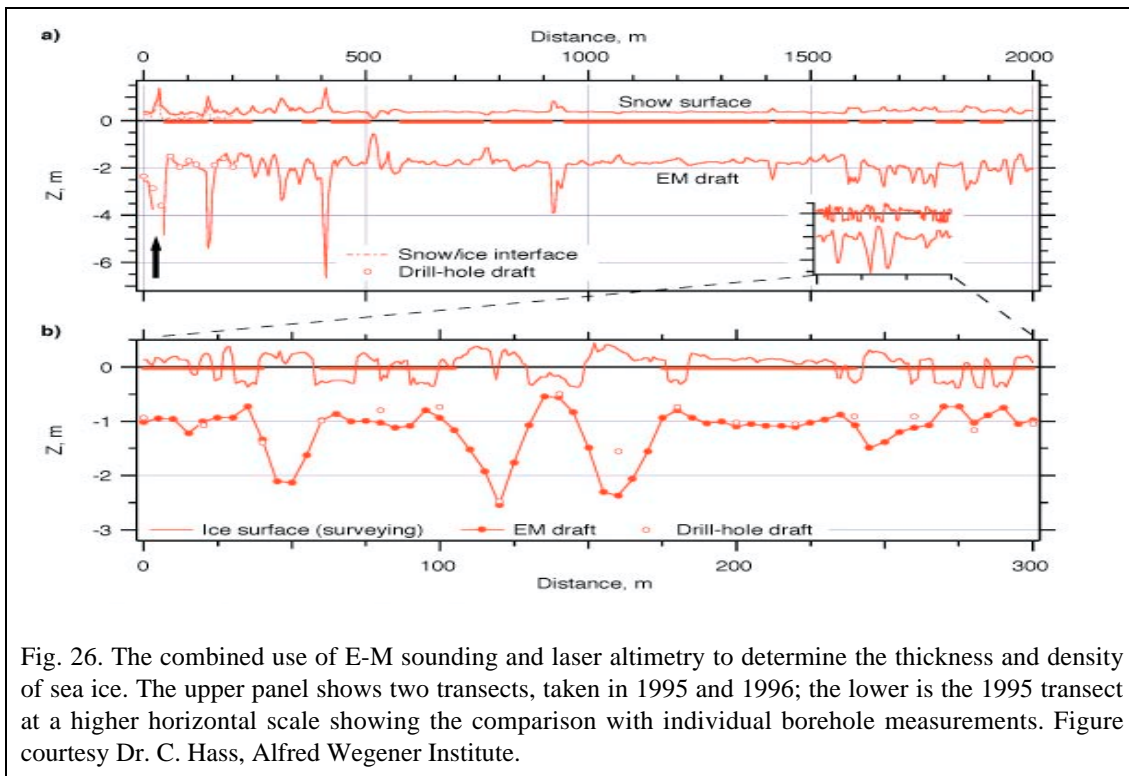 a)
Distance, m
0 500 1000 1500 2000
Snow surface
0
-2
-4
-6
Z, m
EM draft
Snow/ice interface
Drill-hole draft
b)
0
-1
-2
-3
Z, m
Ice surface (surveying) EM draft Drill-hole draft
0 100 200 300
Distance, m
Fig. 26. The combined use of E-M sounding and laser altimetry to determine the thickness and density
of sea ice. The upper panel shows two transects, taken in 1995 and 1996; the lower is the 1995 transect
at a higher horizontal scale showing the comparison with individual borehole measurements. Figure
courtesy Dr. C. Hass, Alfred Wegener Institute.